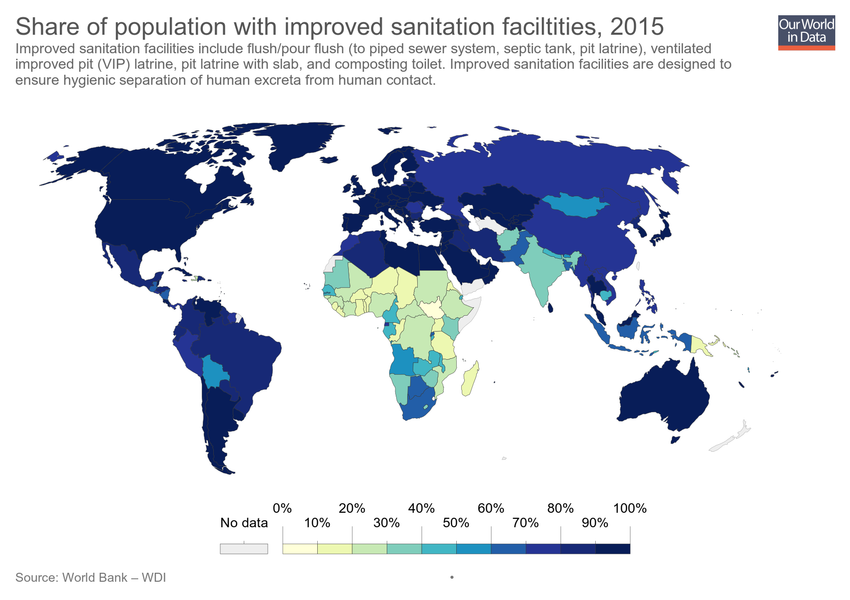 Share of population with improved sanitation faciltities, 2015
Our World
in Data
Improved sanitation facilities include flush/pour flush (to piped sewer system, septic tank, pit latrine), ventilated
improved pit (VIP) latrine, pit latrine with slab, and composting toilet. Improved sanitation facilities are designed to
ensure hygienic separation of human excreta from human contact.
0% 20% 40% 60% 80% 100%
No data 10% 30% 50% 70% 90%
Source: World Bank – WDI •